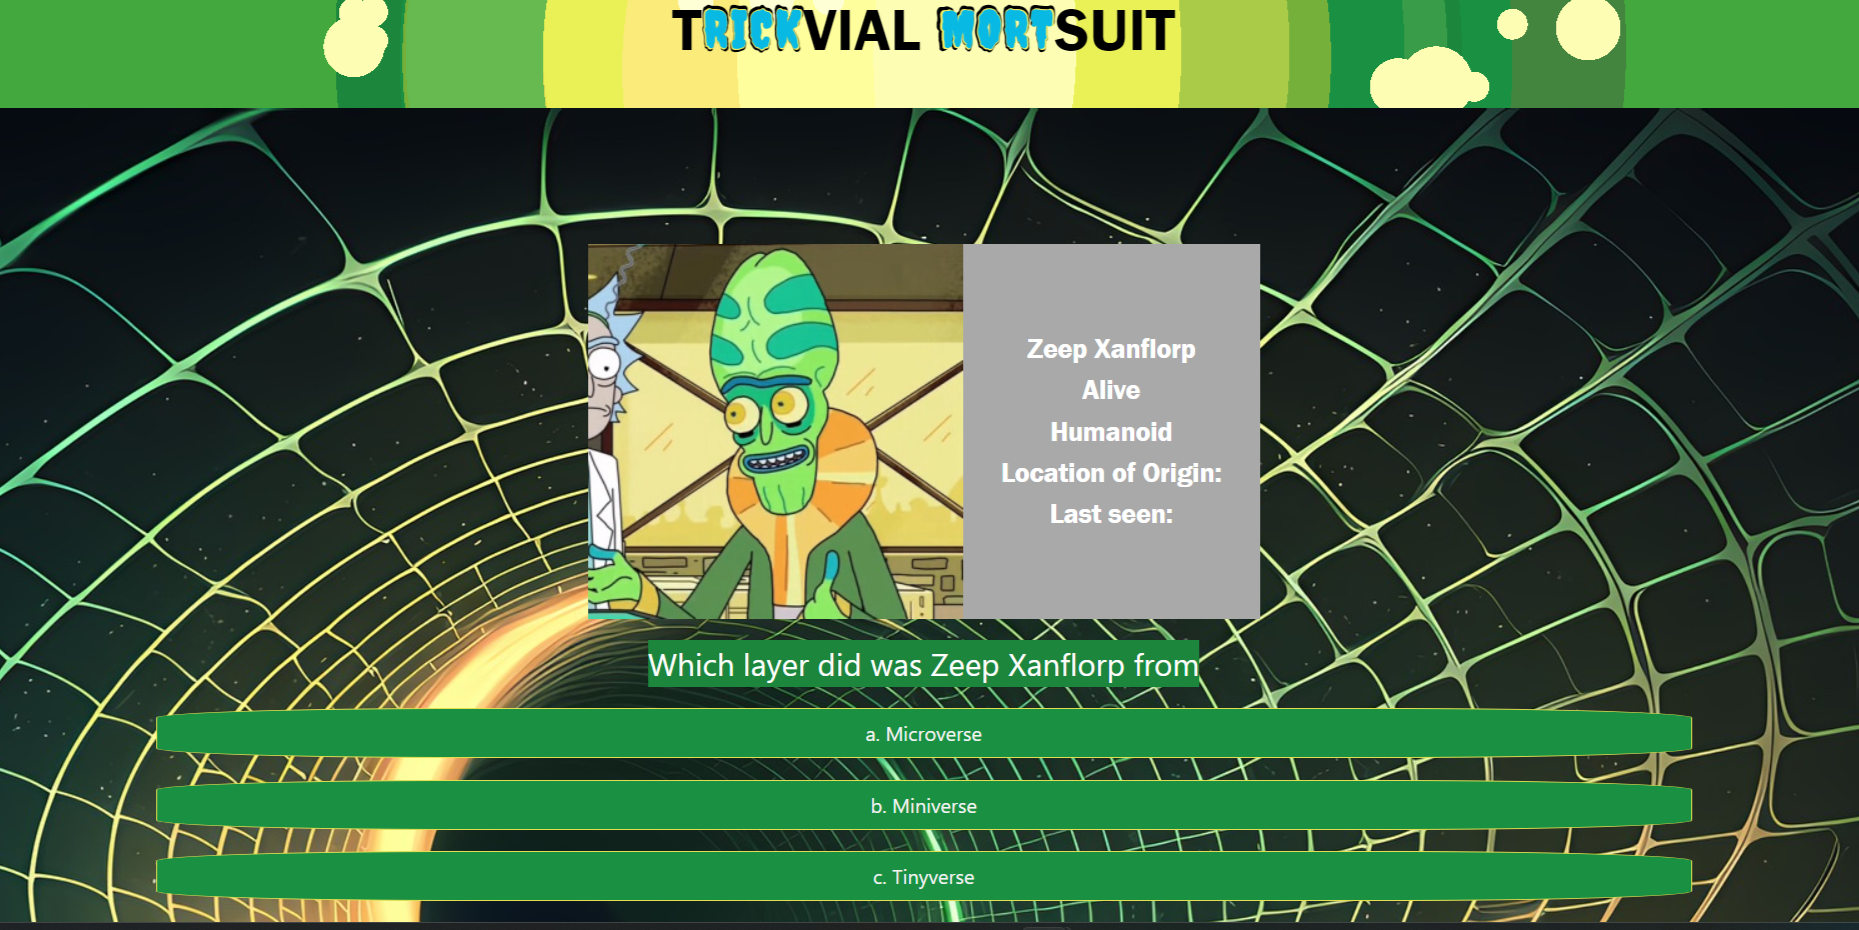 TRICKVIAL MORTSUIT
Zeep Xanflorp
Alive
Humanoid
Location of Origin:
Last seen:
Which layer did was Zeep Xanflorp from
a. Microverse
b. Miniverse
c. Tinyverse